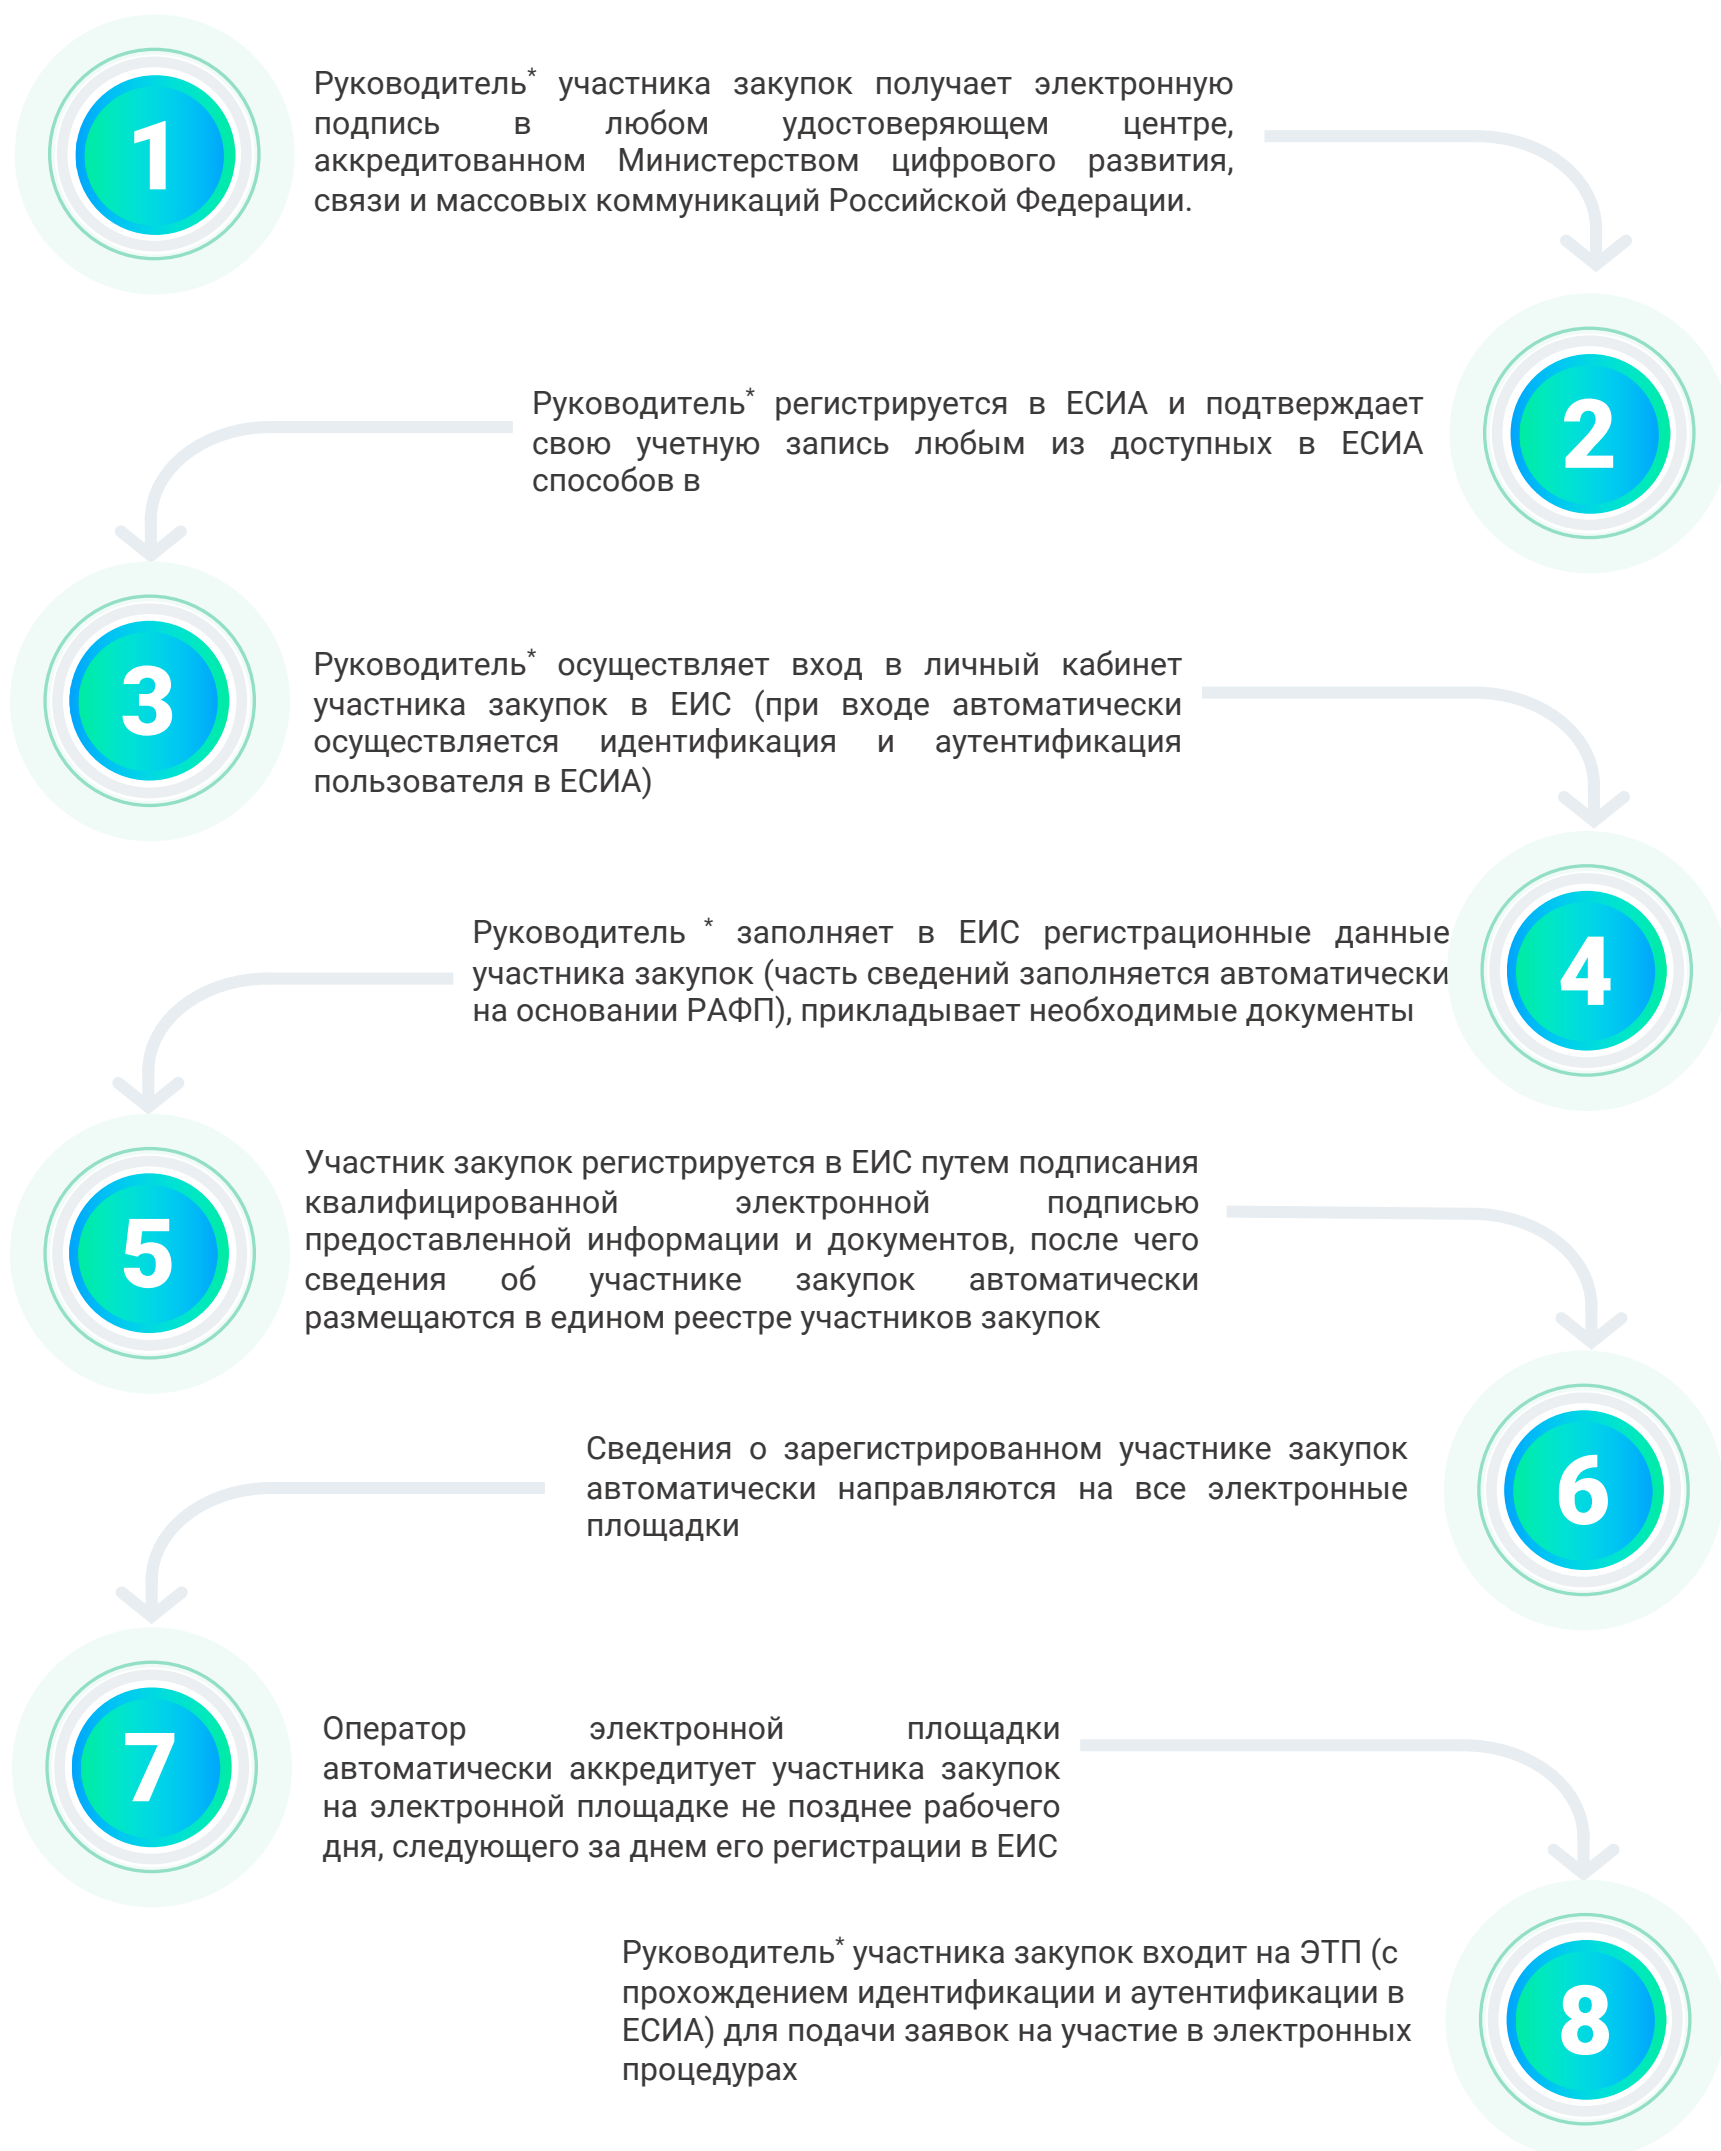 1
Руководитель* участника закупок получает электронную
подпись в любом удостоверяющем центре,
аккредитованном Министерством цифрового развития,
связи и массовых коммуникаций Российской Федерации.
2
Руководитель* регистрируется в ЕСИА и подтверждает
свою учетную запись любым из доступных в ЕСИА
способов в
3
Руководитель* осуществляет вход в личный кабинет
участника закупок в ЕИС (при входе автоматически
осуществляется идентификация и аутентификация
пользователя в ЕСИА)
4
Руководитель * заполняет в ЕИС регистрационные данные
участника закупок (часть сведений заполняется автоматически
на основании РАФП), прикладывает необходимые документы
5
Участник закупок регистрируется в ЕИС путем подписания
квалифицированной электронной подписью
предоставленной информации и документов, после чего
сведения об участнике закупок автоматически
размещаются в едином реестре участников закупок
6
Сведения о зарегистрированном участнике закупок
автоматически направляются на все электронные
площадки
7
Оператор электронной площадки
автоматически аккредитует участника закупок
на электронной площадке не позднее рабочего
дня, следующего за днем его регистрации в ЕИС
8
Руководитель* участника закупок входит на ЭТП (с
прохождением идентификации и аутентификации в
ЕСИА) для подачи заявок на участие в электронных
процедурах